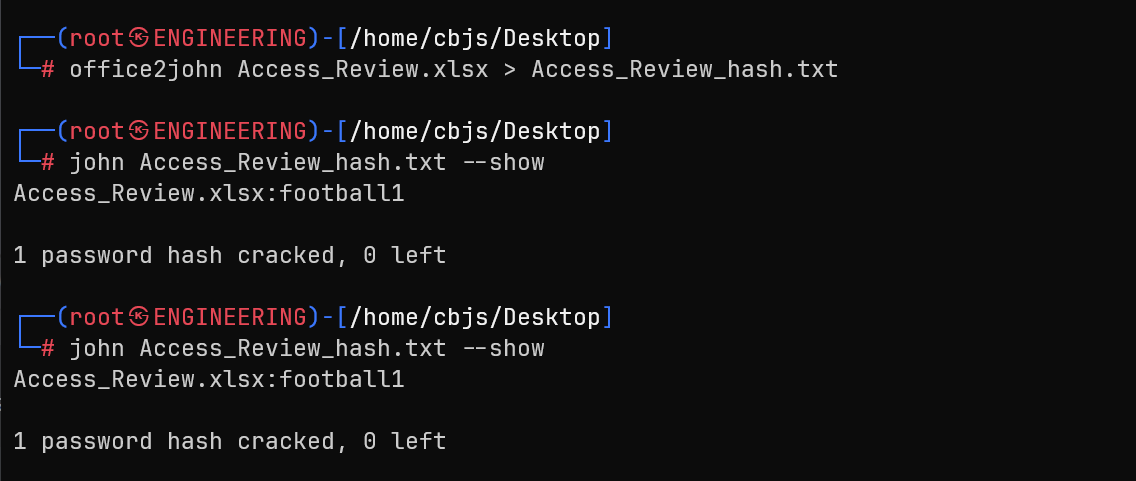 ┌──(root㉿ENGINEERING)-[/home/cbjs/Desktop]
└─# office2john Access_Review.xlsx > Access_Review_hash.txt
┌──(root㉿ENGINEERING)-[/home/cbjs/Desktop]
└─# john Access_Review_hash.txt --show
Access_Review.xlsx:football1
1 password hash cracked, 0 left
┌──(root㉿ENGINEERING)-[/home/cbjs/Desktop]
└─# john Access_Review_hash.txt --show
Access_Review.xlsx:football1
1 password hash cracked, 0 left